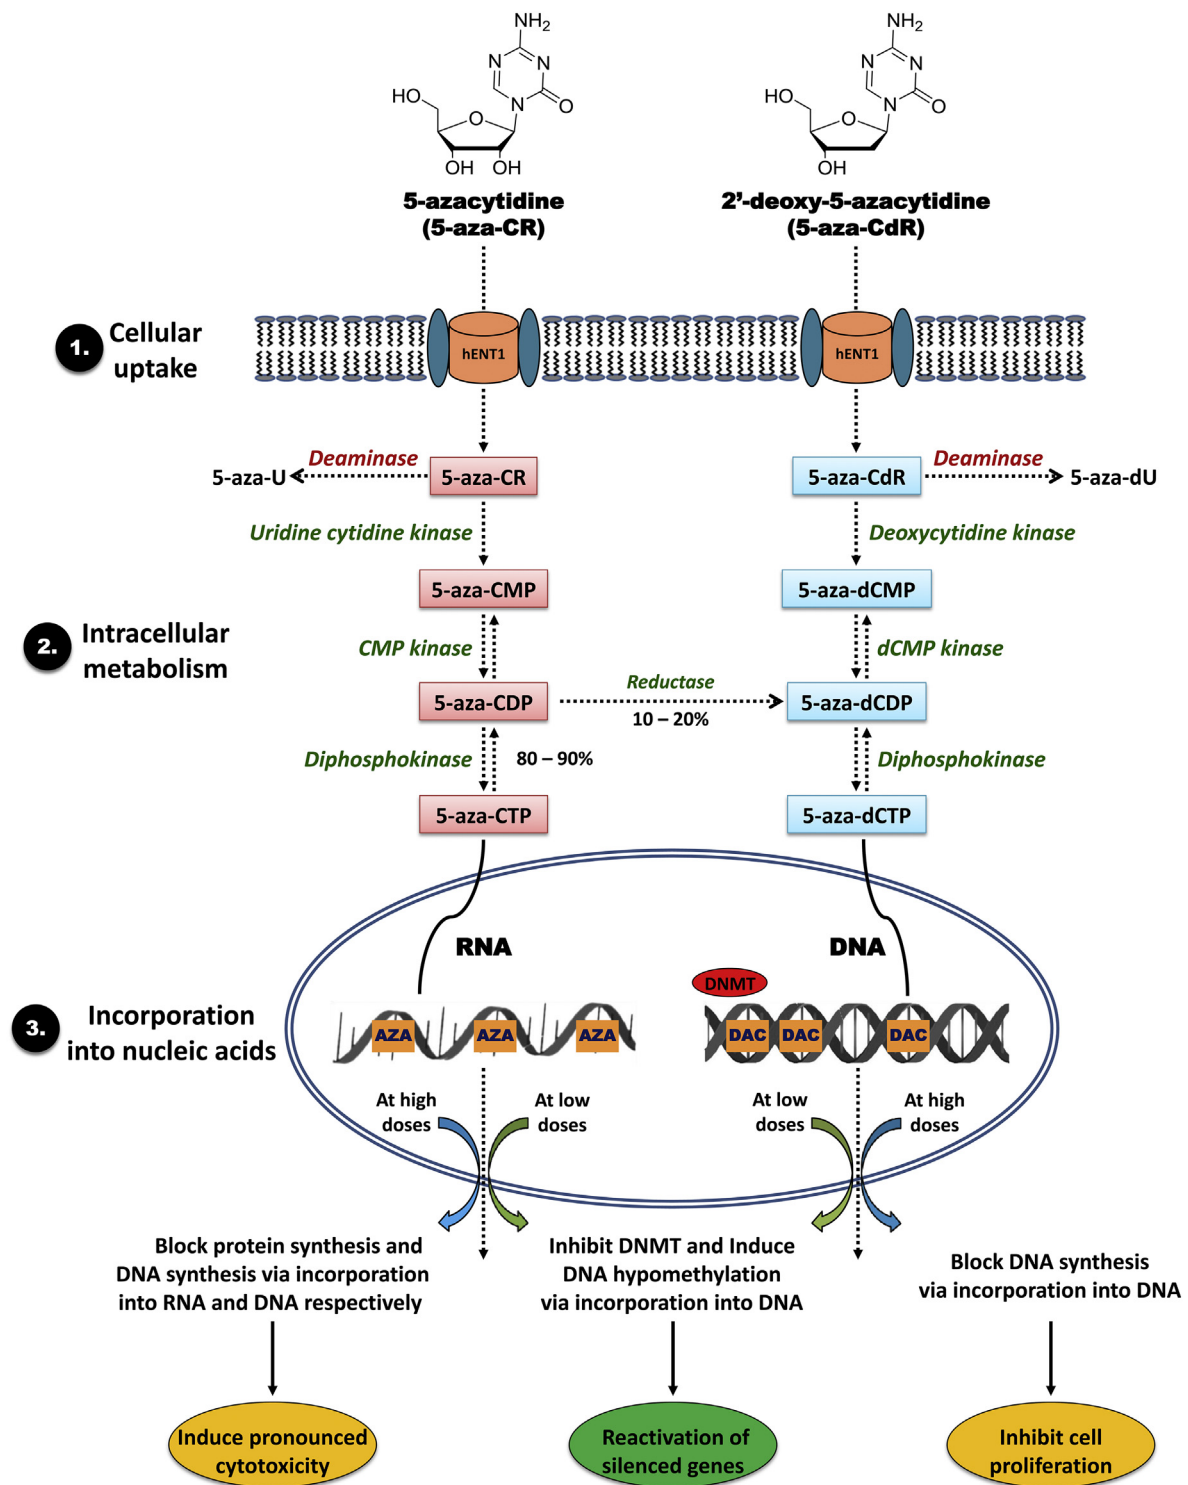 NH2
NH2
N
N
N
N
HO
N
O
HO
N
O
O
O
OH
OH
OH
5-azacytidine
(5-aza-CR)
2’-deoxy-5-azacytidine
(5-aza-CdR)
1.
Cellular
uptake
hENT1
hENT1
5-aza-U
Deaminase
5-aza-CR
5-aza-CdR
Deaminase
5-aza-dU
Uridine cytidine kinase
Deoxycytidine kinase
5-aza-CMP
5-aza-dCMP
2.
Intracellular
metabolism
CMP kinase
dCMP kinase
5-aza-CDP
Reductase
10 – 20%
5-aza-dCDP
Diphosphokinase
80 – 90%
Diphosphokinase
5-aza-CTP
5-aza-dCTP
RNA
DNA
DNMT
3.
Incorporation
into nucleic acids
AZA
AZA
AZA
DAC
DAC
DAC
At high
doses
At low
doses
At low
doses
At high
doses
Block protein synthesis and
DNA synthesis via incorporation
into RNA and DNA respectively
Inhibit DNMT and Induce
DNA hypomethylation
via incorporation into DNA
Block DNA synthesis
via incorporation into DNA
Induce pronounced
cytotoxicity
Reactivation of
silenced genes
Inhibit cell
proliferation